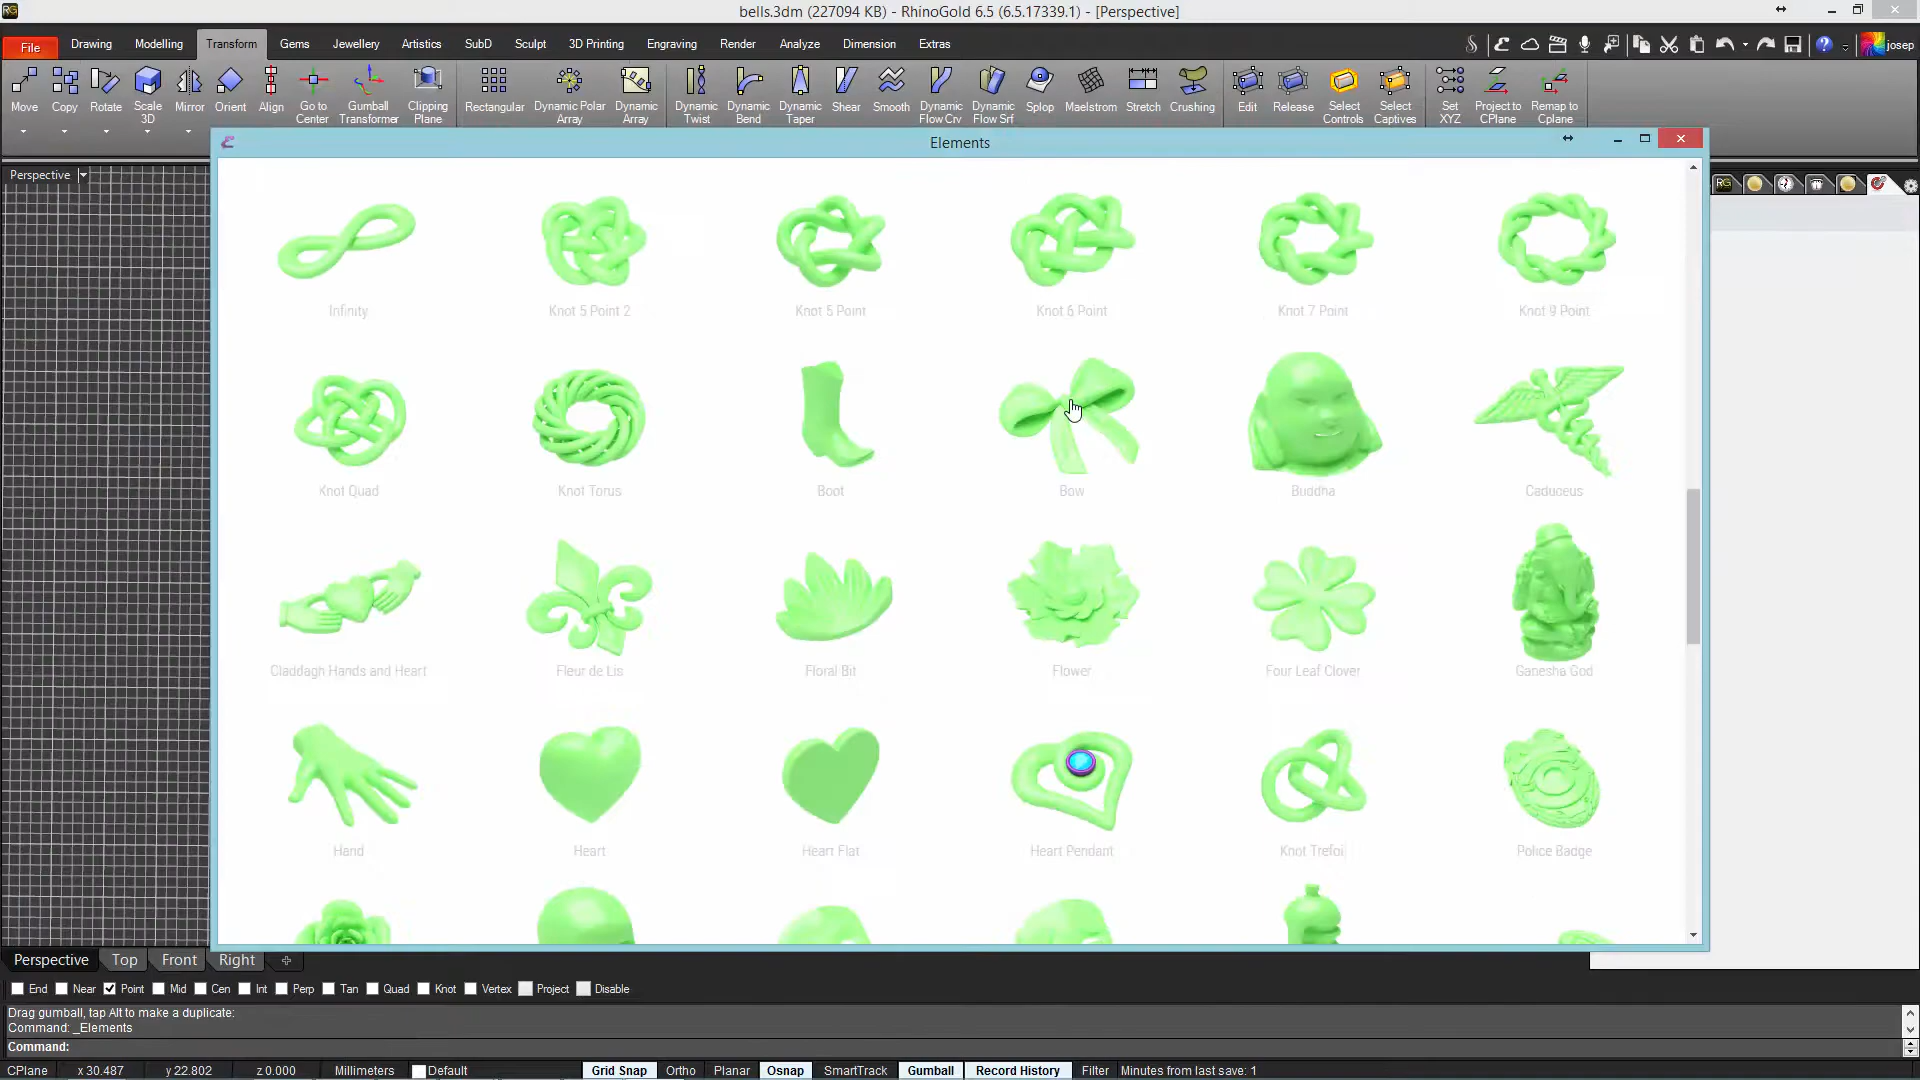 bells.3dm (227094 KB) - RhinoGold 6.5 (6.5.17339.1) - [Perspective]
File Drawing Modelling Transform Gems Jewellery Artistics SubD Sculpt 3D Printing Engraving Render Analyze Dimension Extras josep
Move Copy Rotate Scale 3D Mirror Orient Align Go to Center Gumball Transformer Clipping Plane Rectangular Dynamic Polar Array Dynamic Array Dynamic Twist Dynamic Bend Dynamic Taper Shear Smooth Dynamic Flow Crv Dynamic Flow Srf Splop Maelstrom Stretch Crushing Edit Release Select Controls Select Captives Set XYZ Project to CPlane Remap to Cplane
Elements
Perspective
RG
Infinity Knot 5 Point 2 Knot 5 Point Knot 6 Point Knot 7 Point Knot 9 Point
Knot Quad Knot Torus Boot Bow Buddha Caduceus
Claddagh Hands and Heart Fleur de Lis Floral Bit Flower Four Leaf Clover Ganesha God
Hand Heart Heart Flat Heart Pendant Knot Trefoil Police Badge
Perspective Top Front Right
End Near Point Mid Cen Int Perp Tan Quad Knot Vertex Project Disable
Drag gumball, tap Alt to make a duplicate:
Command: _Elements
Command:
CPlane x 30.487 y 22.802 z 0.000 Millimeters Default Grid Snap Ortho Planar Osnap SmartTrack Gumball Record History Filter Minutes from last save: 1